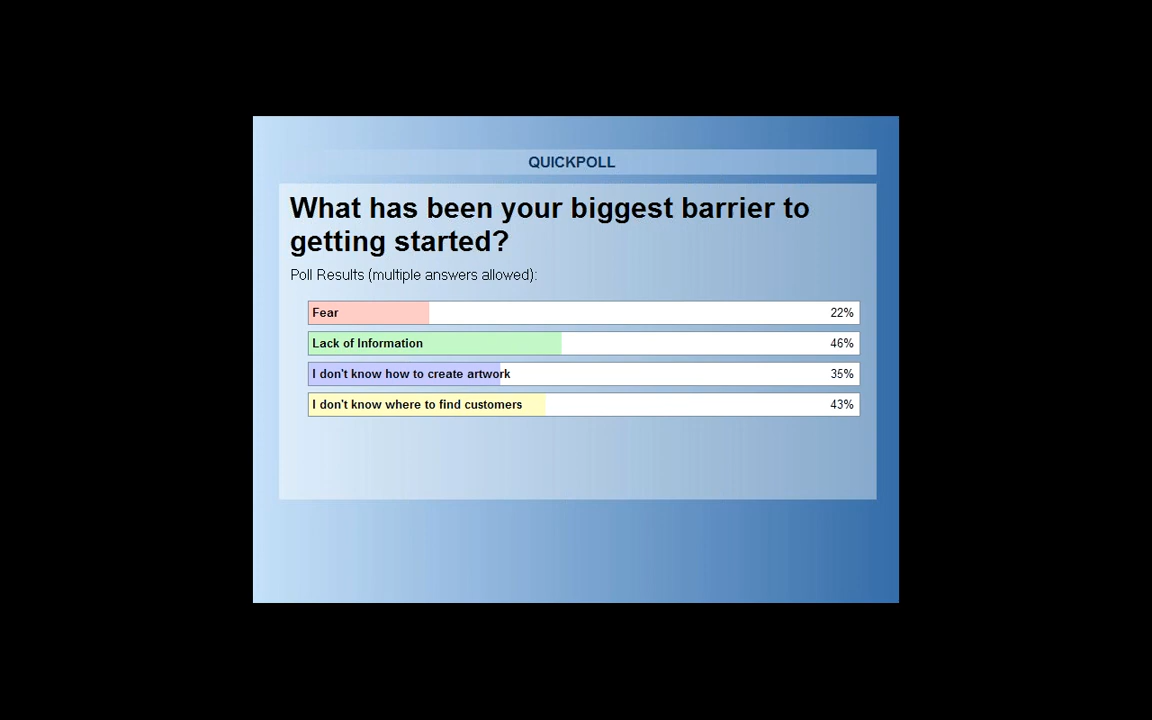 QUICKPOLL
What has been your biggest barrier to
getting started?
Poll Results (multiple answers allowed):
Fear 22%
Lack of Information 46%
I don't know how to create artwork 35%
I don't know where to find customers 43%